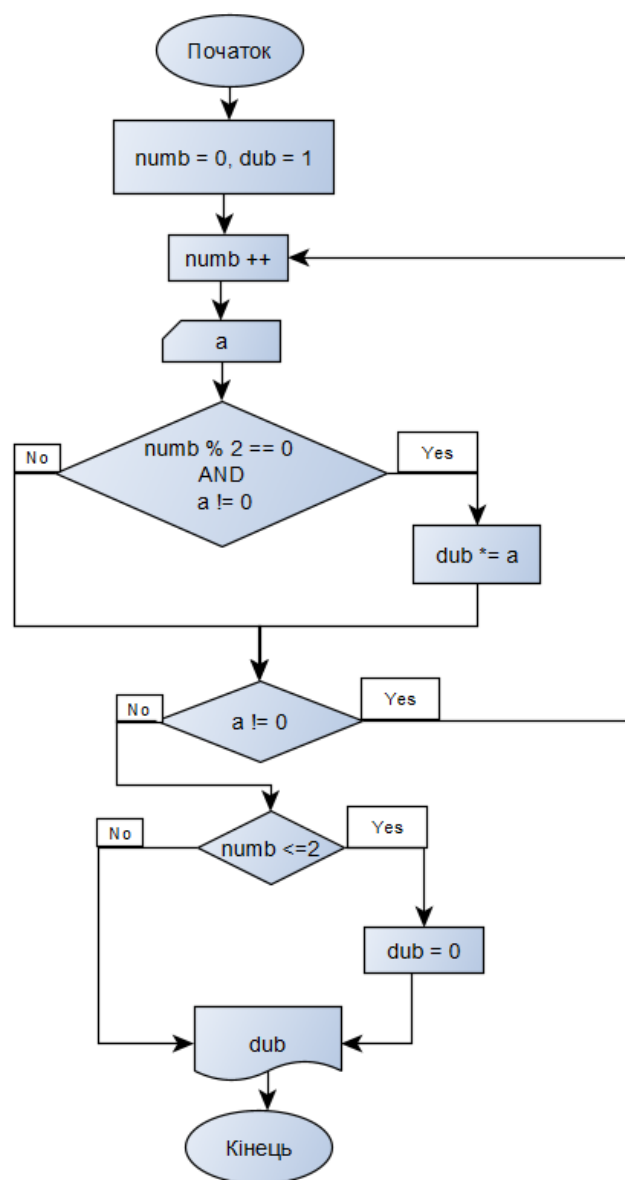 Початок
numb = 0, dub = 1
numb ++
a
numb % 2 == 0
AND
a != 0
No
Yes
dub *= a
a != 0
No
Yes
numb <=2
No
Yes
dub = 0
dub
Кінець